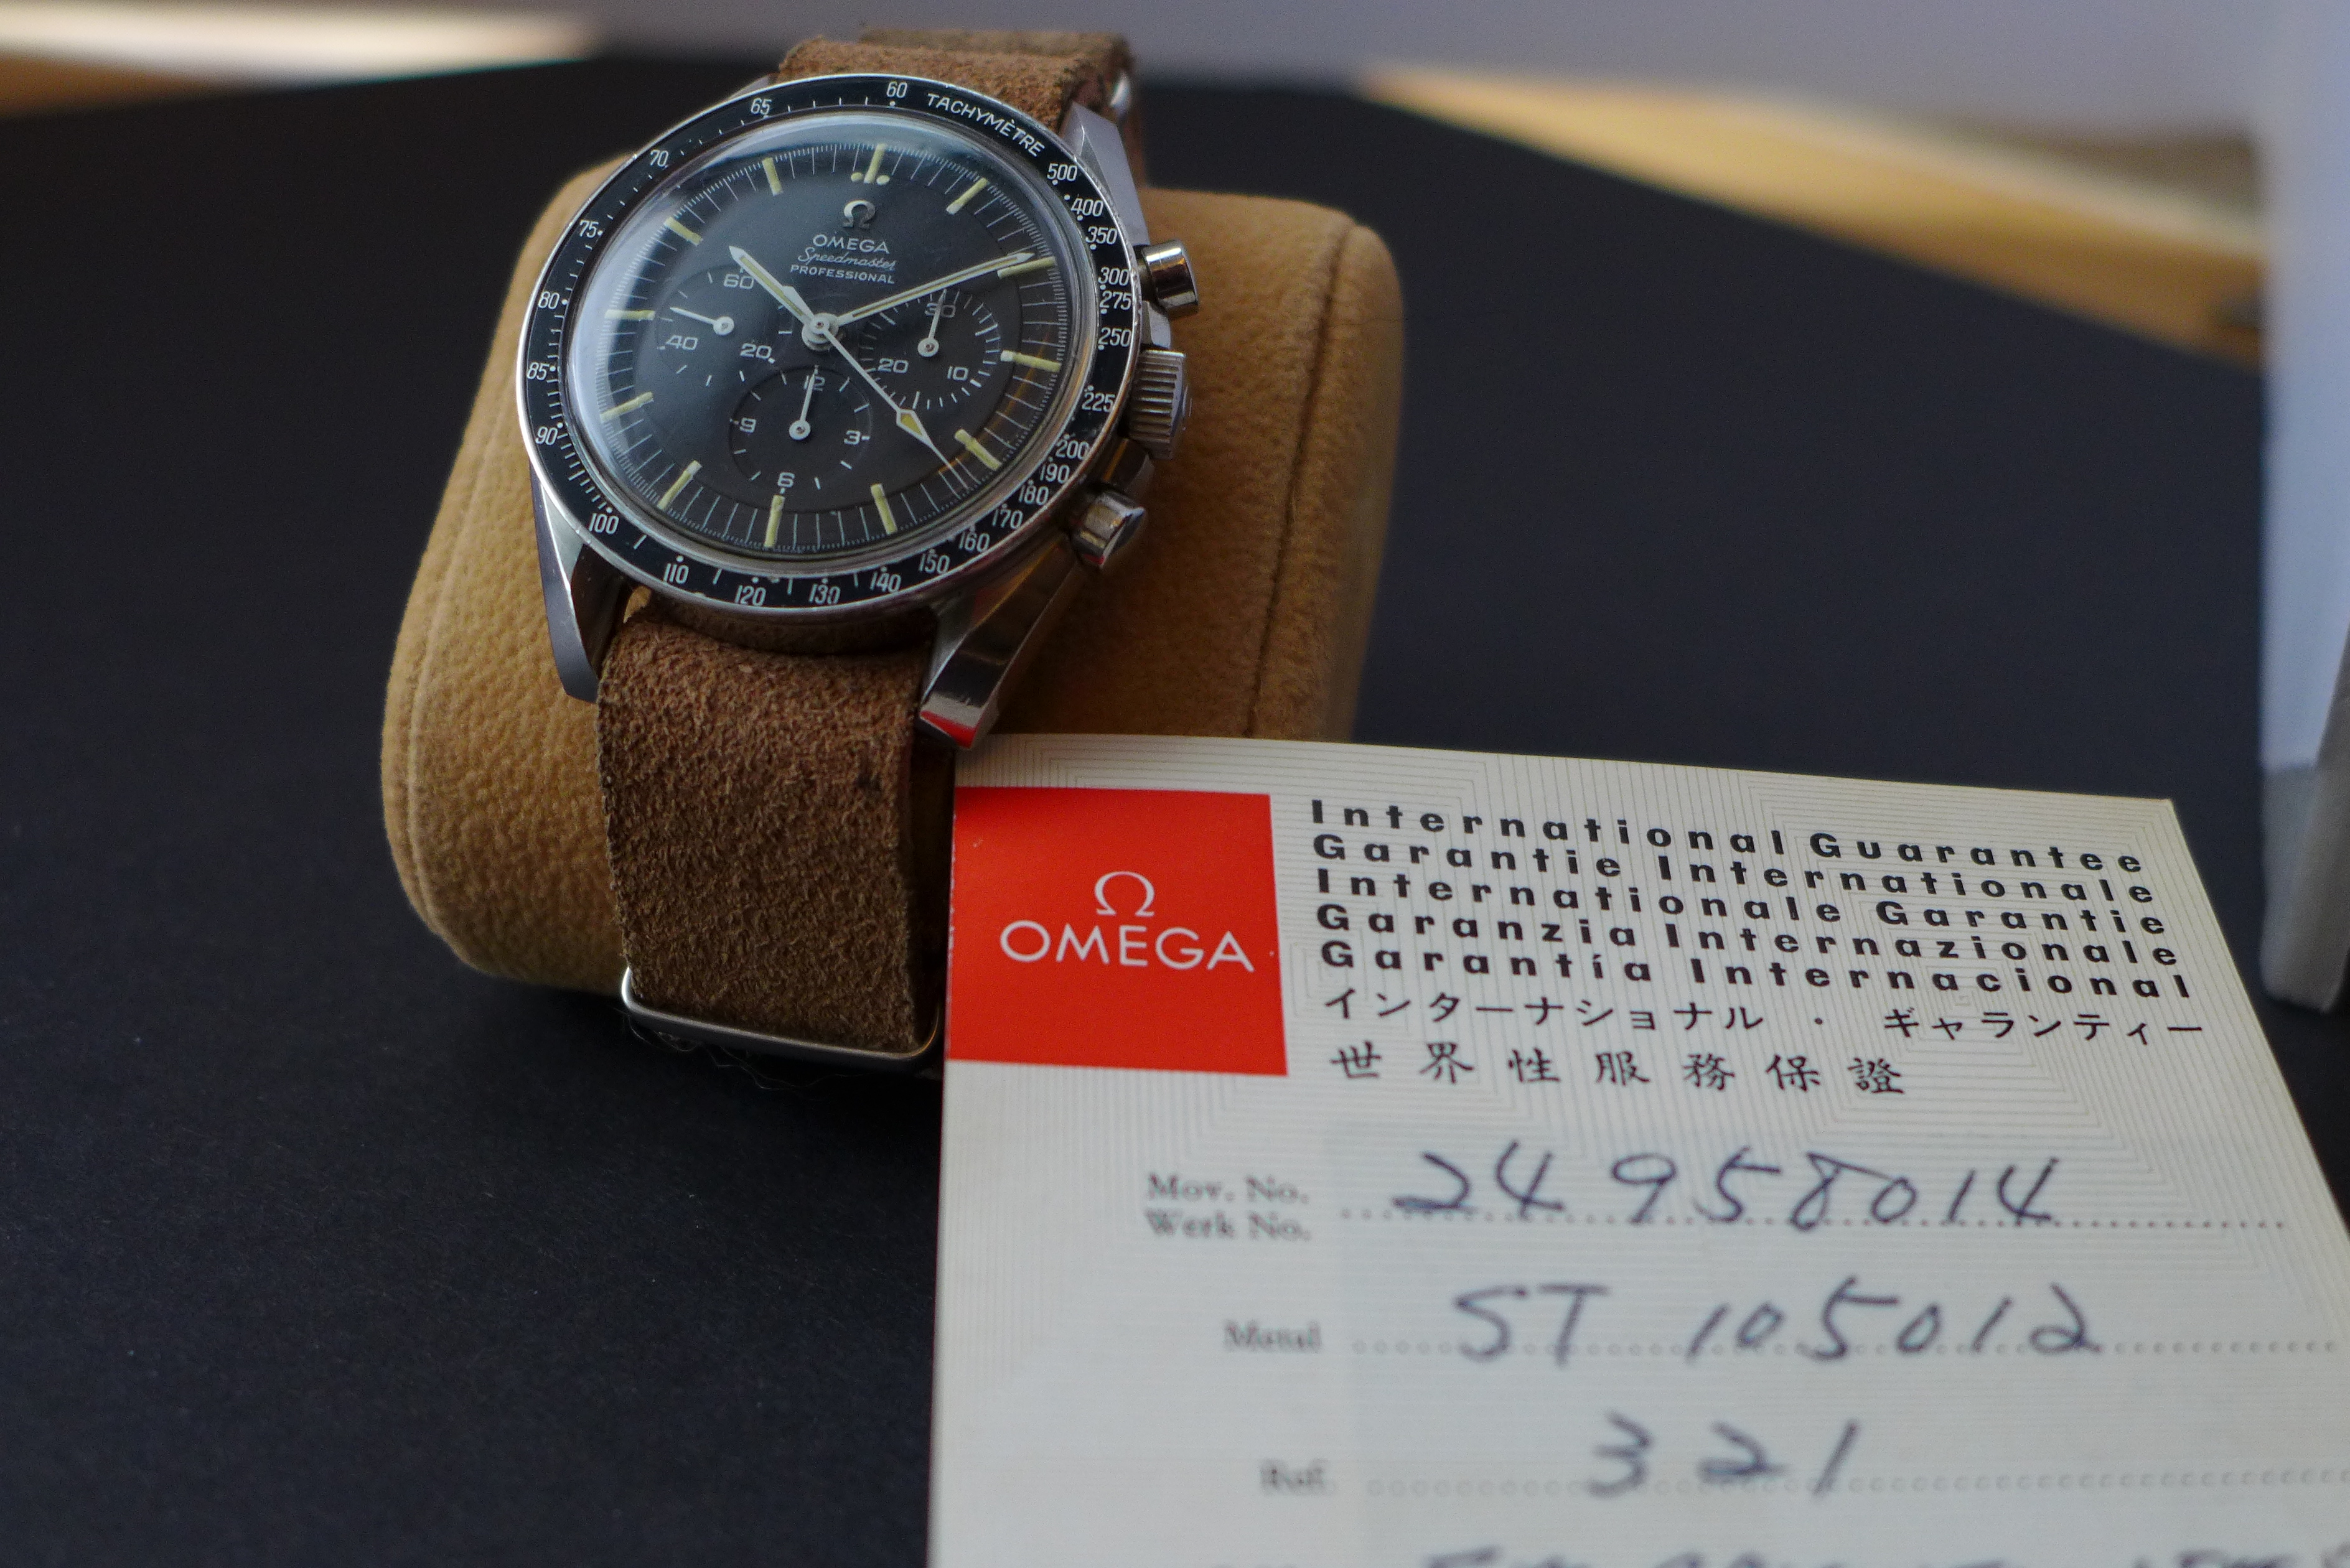 60 TACHYMÈTRE
65
70
75
80
85
90
100
110
120
130
140
150
160
170
180
190
200
225
250
275
300
350
400
500
Ω
OMEGA
Speedmaster
PROFESSIONAL
60
40
20
30
20
10
12
9
3
6
Ω
OMEGA
International Guarantee
Garantie Internationale
Internationale Garantie
Garanzia Internazionale
Garantía Internacional
インターナショナル ・ ギャランティー
世界性服務保證
Mov. No. 24958014
Werk No.
Metal ST 105012
Ref. 321